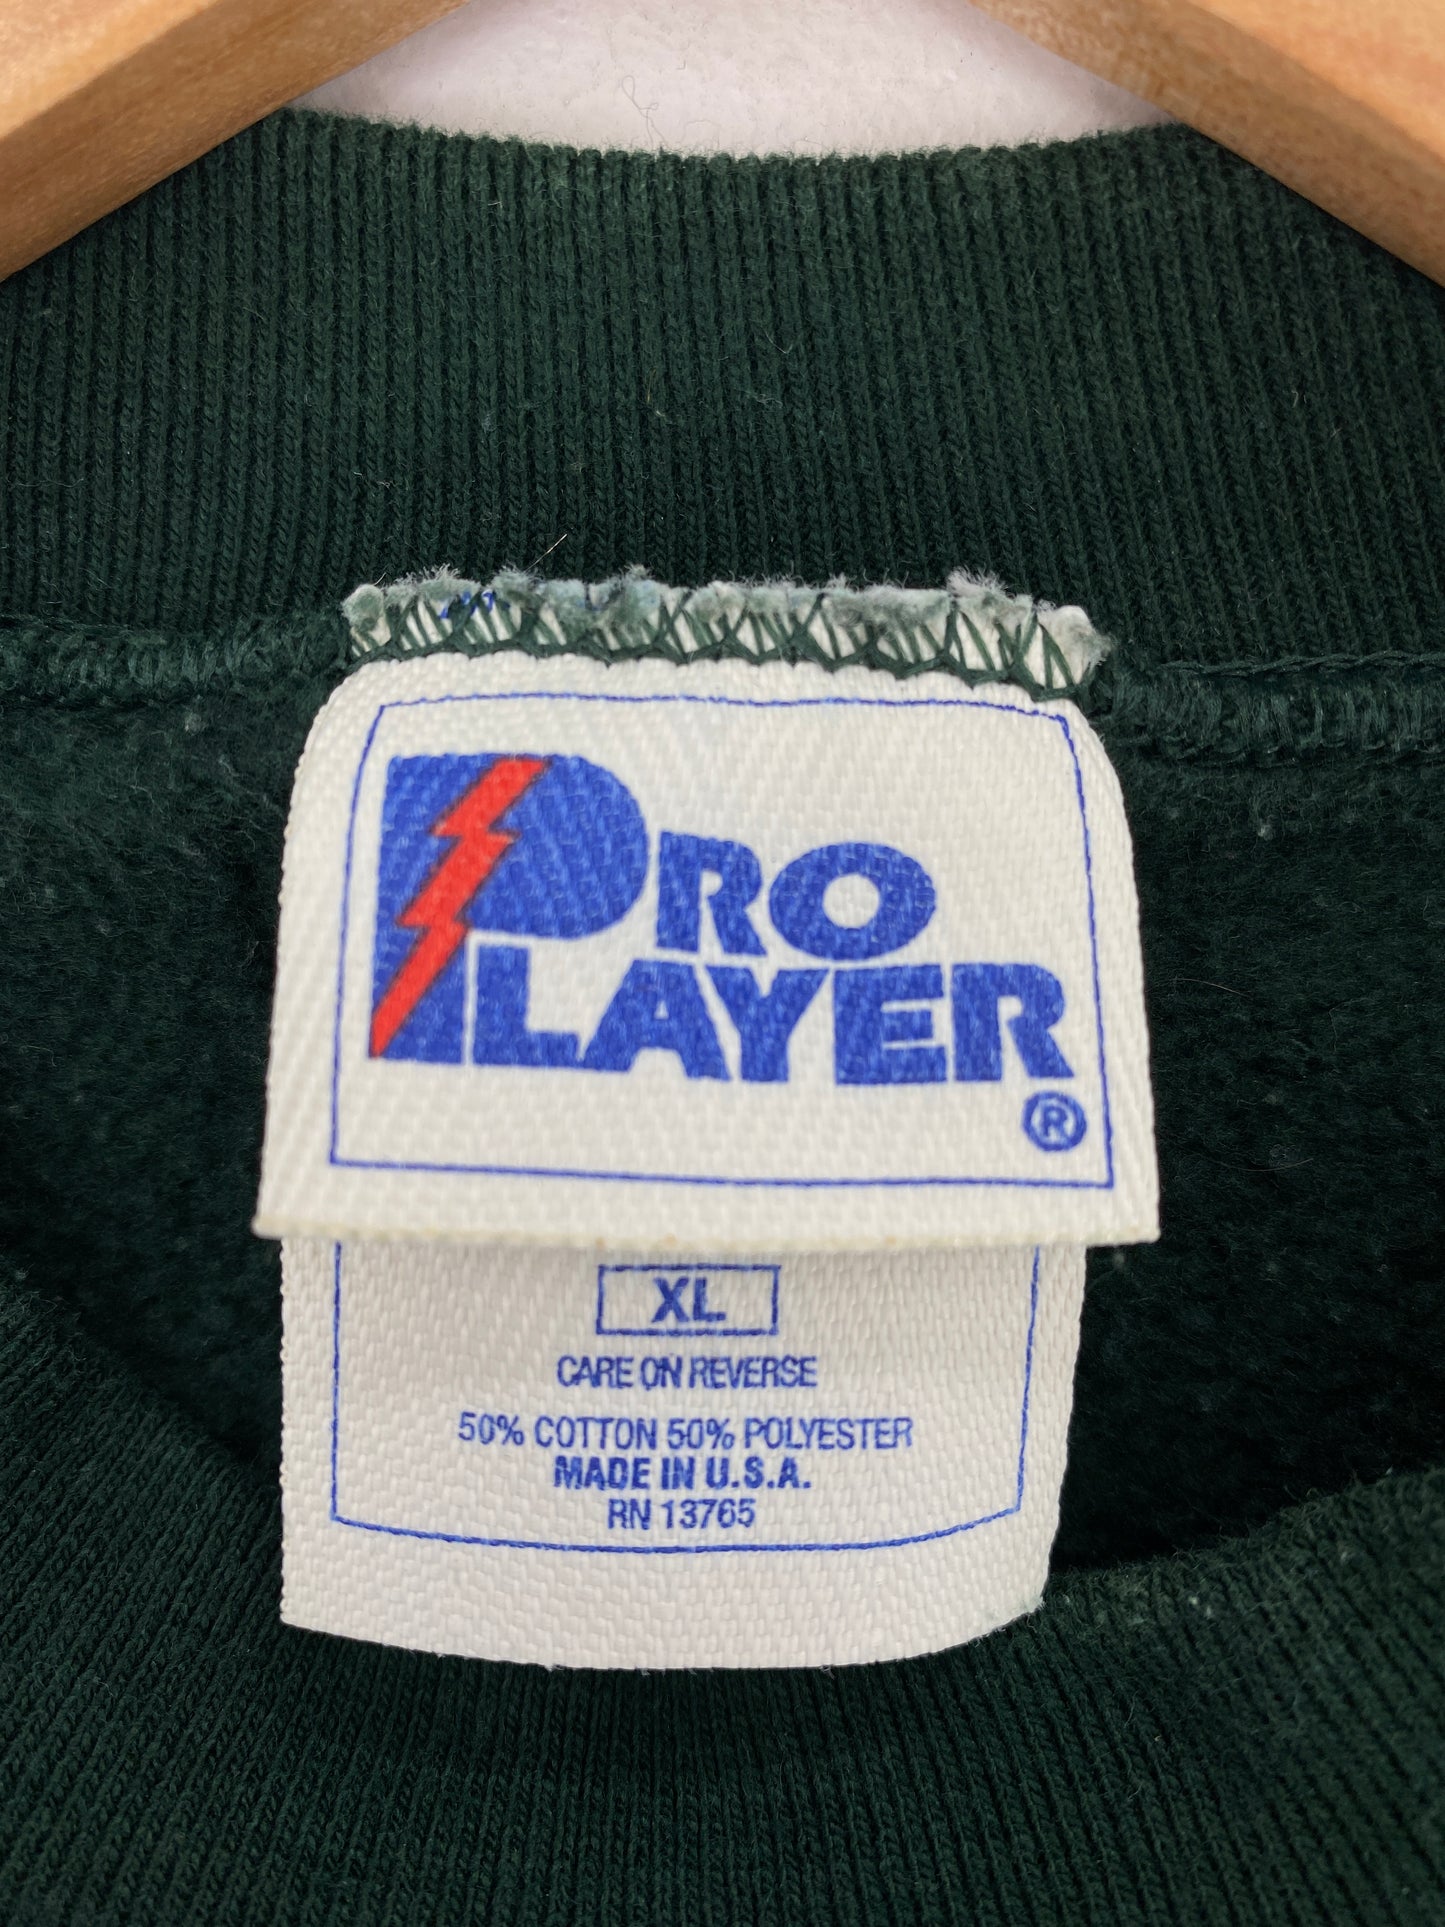 PRO
PLAYER
®
XL
CARE ON REVERSE
50% COTTON 50% POLYESTER
MADE IN U.S.A.
RN 13765